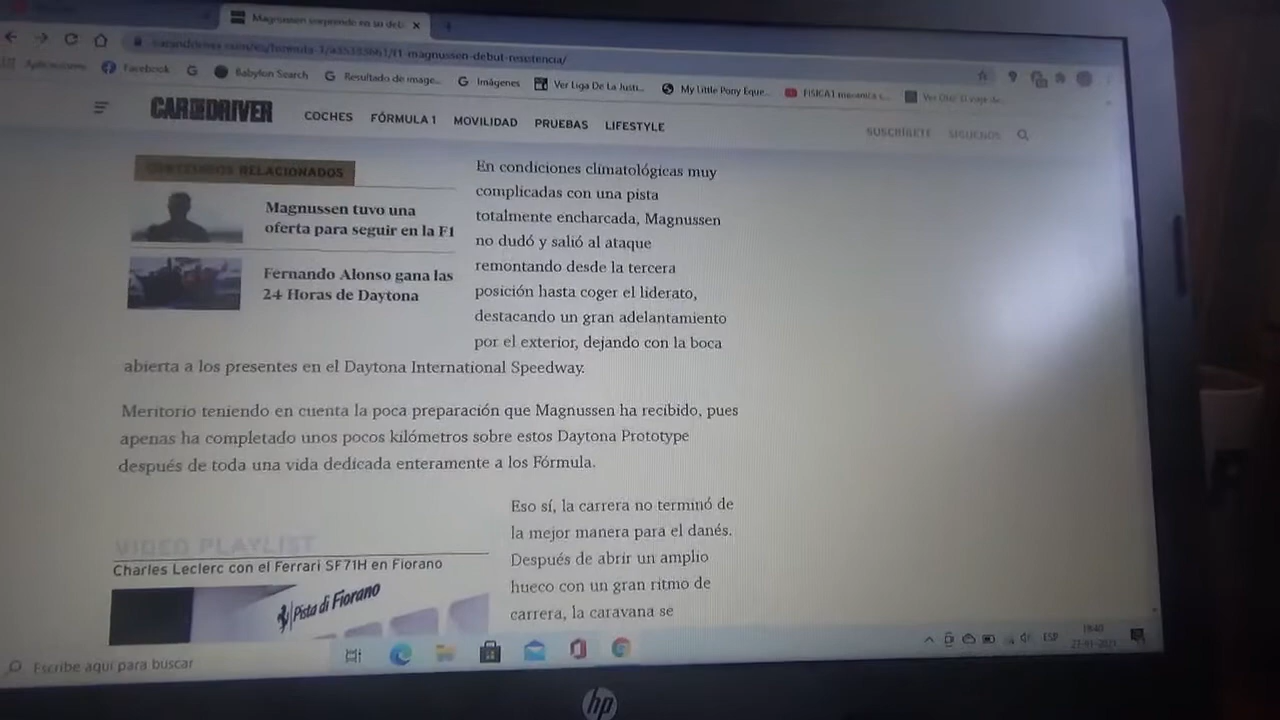 Magnussen sorprende en su deb
magnussen-debut-resistencia/
Aplicaciones
Facebook
Babylon Search
Resultado de image...
Imágenes
Ver Liga De La Justi...
My Little Pony Eque...
FISICA I mecanica c...
CAR AND DRIVER
COCHES
FÓRMULA 1
MOVILIDAD
PRUEBAS
LIFESTYLE
SUSCRÍBETE
SÍGUENOS
CONTENIDOS RELACIONADOS
Magnussen tuvo una
oferta para seguir en la F1
Fernando Alonso gana las
24 Horas de Daytona
En condiciones climatológicas muy
complicadas con una pista
totalmente encharcada, Magnussen
no dudó y salió al ataque
remontando desde la tercera
posición hasta coger el liderato,
destacando un gran adelantamiento
por el exterior, dejando con la boca
abierta a los presentes en el Daytona International Speedway.
Meritorio teniendo en cuenta la poca preparación que Magnussen ha recibido, pues
apenas ha completado unos pocos kilómetros sobre estos Daytona Prototype
después de toda una vida dedicada enteramente a los Fórmula.
Eso sí, la carrera no terminó de
la mejor manera para el danés.
Después de abrir un amplio
hueco con un gran ritmo de
carrera, la caravana se
VIDEO PLAYLIST
Charles Leclerc con el Ferrari SF71H en Fiorano
Pista di Fiorano
Escribe aquí para buscar
ESP
hp